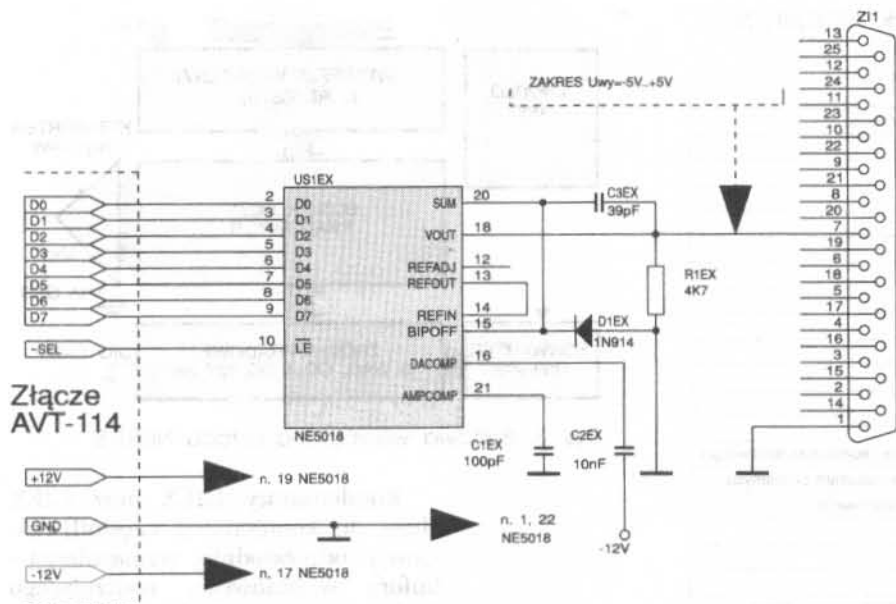 ZŁ1
ZAKRES Uwy=-5V..+5V
13
25
12
24
11
23
10
22
9
21
8
20
7
19
6
18
5
17
4
16
3
15
2
14
1
US1EX
D0 2 D0
D1 3 D1
D2 4 D2
D3 5 D3
D4 6 D4
D5 7 D5
D6 8 D6
D7 9 D7
~SEL 10 LE
SUM 20
VOUT 18
REFADJ 12
REFOUT 13
REFIN 14
BIPOFF 15
DACOMP 16
AMPCOMP 21
NE5018
C3EX
39pF
R1EX
4K7
D1EX
1N914
C1EX
100pF
C2EX
10nF
-12V
Złącze
AVT-114
+12V n. 19 NE5018
GND n. 1, 22
NE5018
-12V n. 17 NE5018